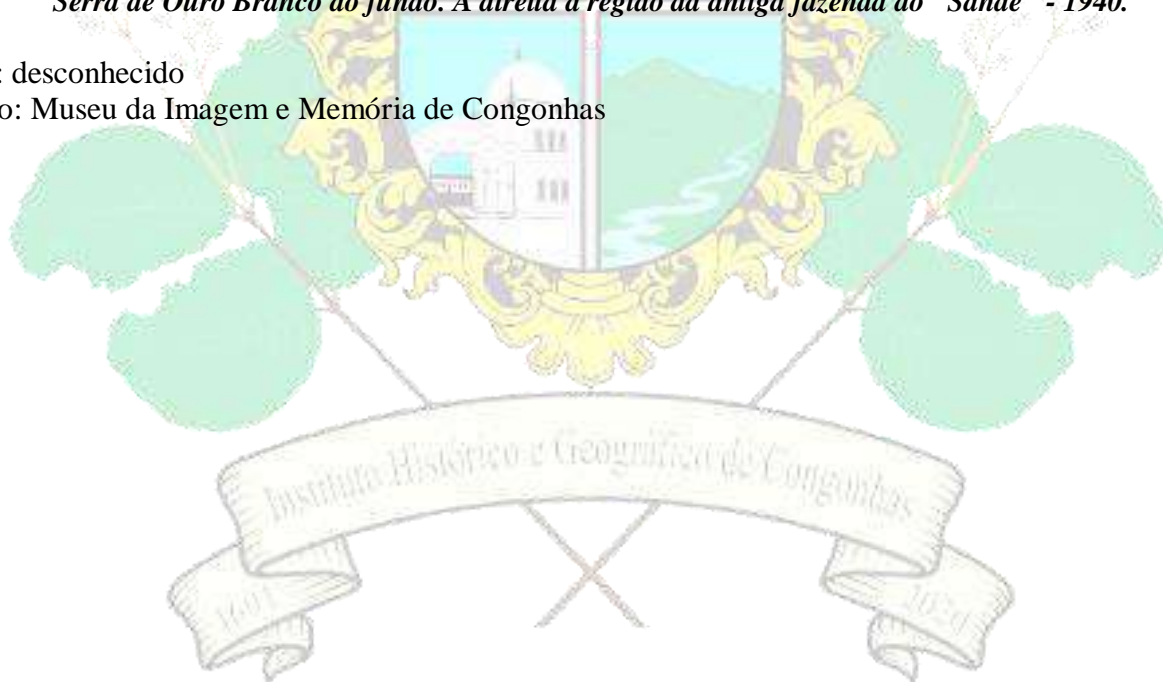 Serra de Ouro Branco ao fundo. À direita a região da antiga fazenda do "Sande" - 1940.
: desconhecido
o: Museu da Imagem e Memória de Congonhas
Instituto Histórico e Geográfico de Congonhas